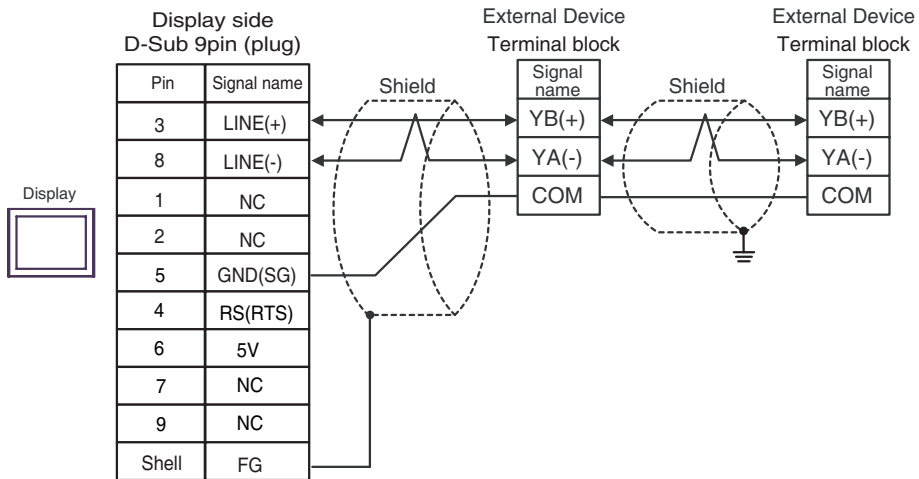 Display side
D-Sub 9pin (plug)
External Device
Terminal block
External Device
Terminal block
Pin Signal name
Shield
Signal
name
Shield
Signal
name
3 LINE(+)
YB(+)
YB(+)
8 LINE(-)
YA(-)
YA(-)
Display
1 NC
COM
COM
2 NC
5 GND(SG)
4 RS(RTS)
6 5V
7 NC
9 NC
Shell FG